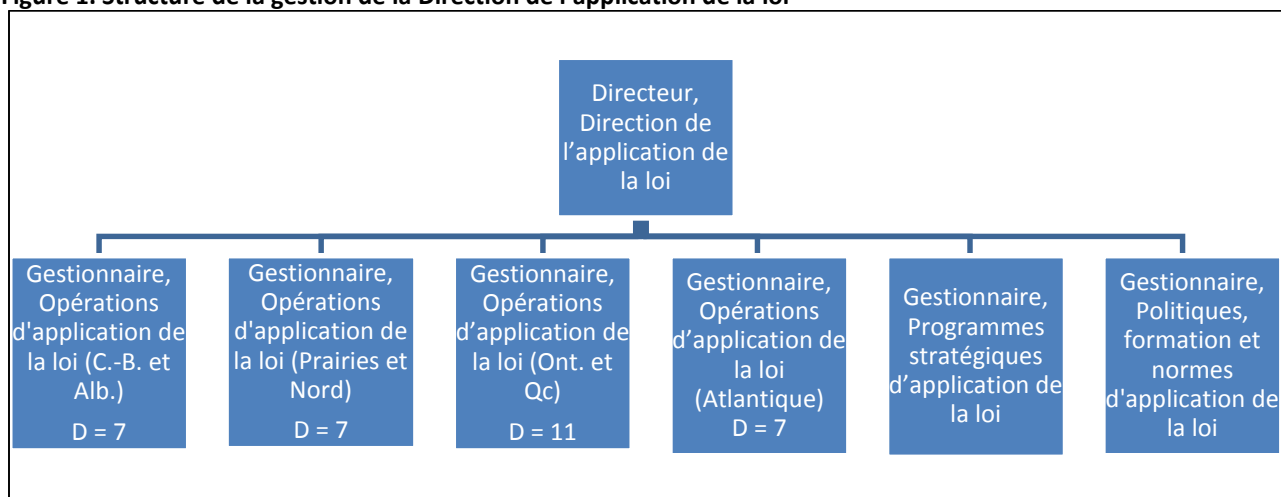 Figure 1. Structure de la gestion de la Direction de l'application de la loi
Directeur,
Direction de
l’application de
la loi
Gestionnaire,
Opérations
d'application de
la loi (C.-B. et
Alb.)
D = 7
Gestionnaire,
Opérations
d'application de
la loi (Prairies et
Nord)
D = 7
Gestionnaire,
Opérations
d’application de
la loi (Ont. et
Qc)
D = 11
Gestionnaire,
Opérations
d’application de
la loi
(Atlantique)
D = 7
Gestionnaire,
Programmes
stratégiques
d’application de
la loi
Gestionnaire,
Politiques,
formation et
normes
d'application de
la loi